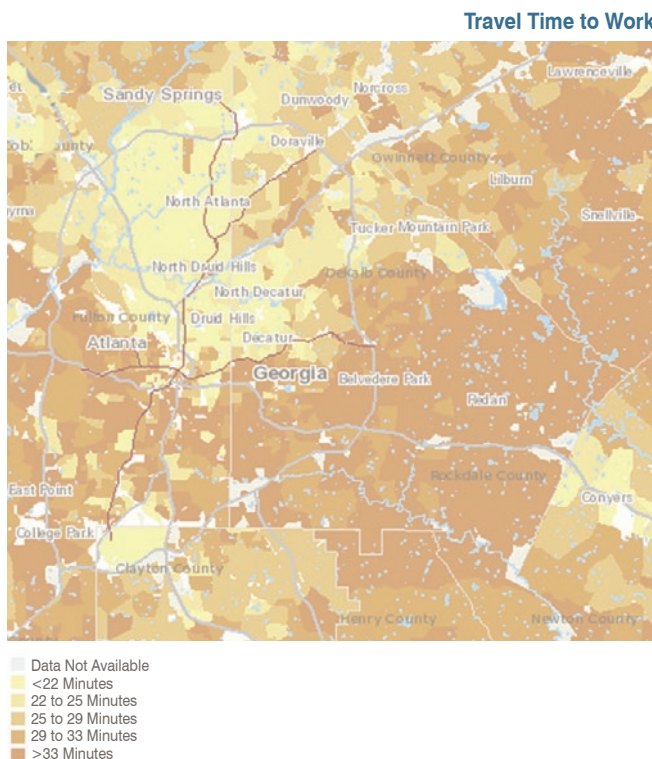 Travel Time to Work
Lawrenceville
Sandy Springs
Norcross
Dunwoody
Doraville
County
Gwinnett County
Lilburn
North Atlanta
Snellville
yrna
Tucker Mountain Park
North Druid Hills
DeKalb County
North Decatur
Fulton County
Druid Hills
Atlanta
Decatur
Georgia
Belvedere Park
Redan
Rockdale County
East Point
Conyers
College Park
Clayton County
Henry County
Newton County
Data Not Available
<22 Minutes
22 to 25 Minutes
25 to 29 Minutes
29 to 33 Minutes
>33 Minutes